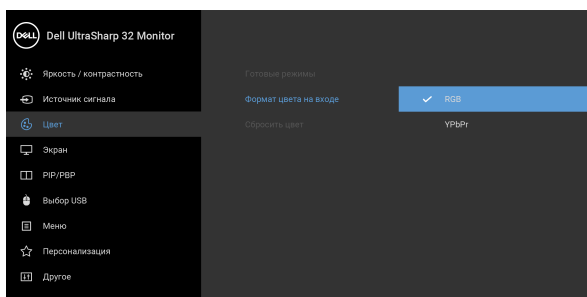 DELL Dell UltraSharp 32 Monitor
Яркость / контрастность
Готовые режимы
Источник сигнала
Формат цвета на входе
RGB
Цвет
Сбросить цвет
YPbPr
Экран
PIP/PBP
Выбор USB
Меню
Персонализация
Другое